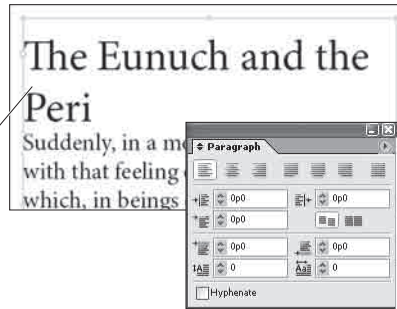 The Eunuch and the
Peri
Suddenly, in a mo
with that feeling
which, in beings
Paragraph
0p0
0p0
0p0
0p0
0p0
0
0
Hyphenate